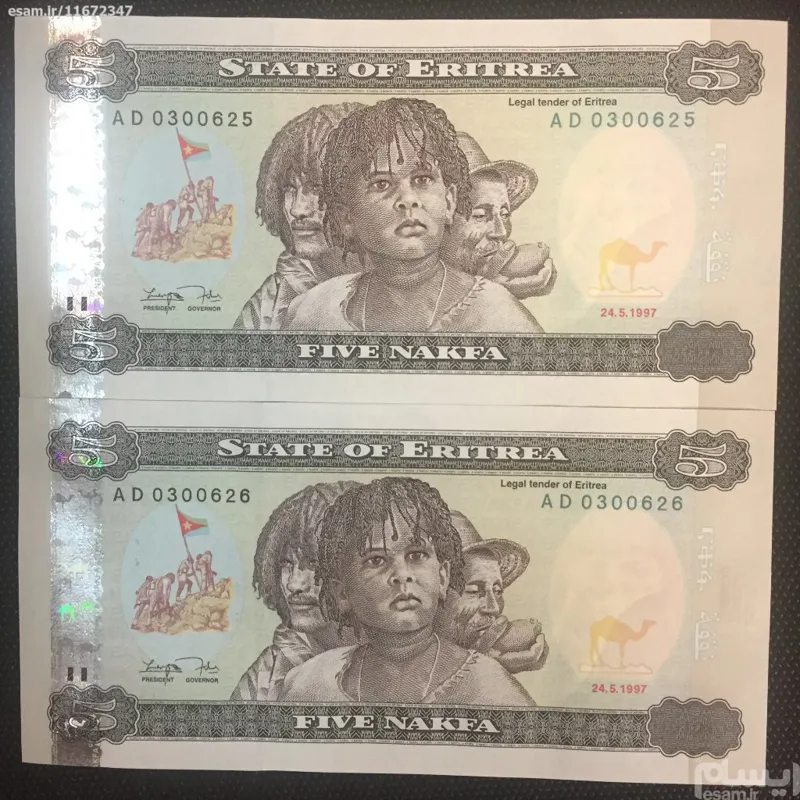 esam.ir/11672347
5 STATE OF ERITREA 5
Legal tender of Eritrea
AD 0300625 AD 0300625
PRESIDENT GOVERNOR
24.5.1997
5 FIVE NAKFA
5 STATE OF ERITREA 5
Legal tender of Eritrea
AD 0300626 AD 0300626
PRESIDENT GOVERNOR
24.5.1997
5 FIVE NAKFA
ایسام
esam.ir